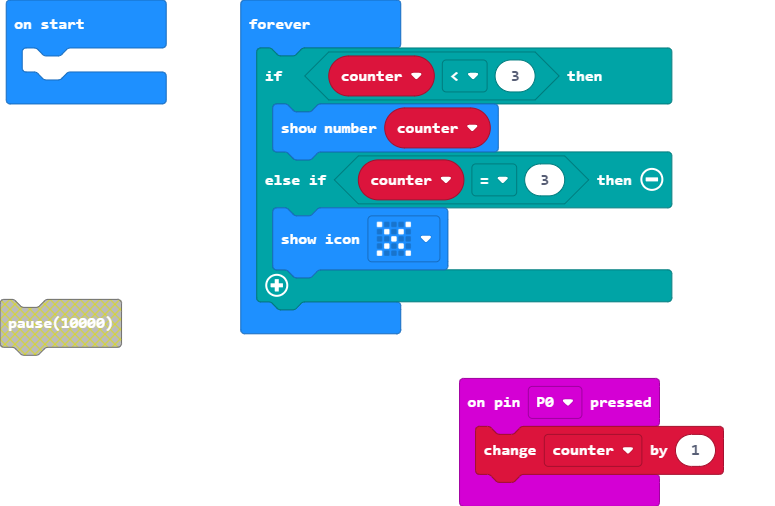 on start
forever
if counter < 3 then
show number counter
else if counter = 3 then
show icon
pause(10000)
on pin P0 pressed
change counter by 1